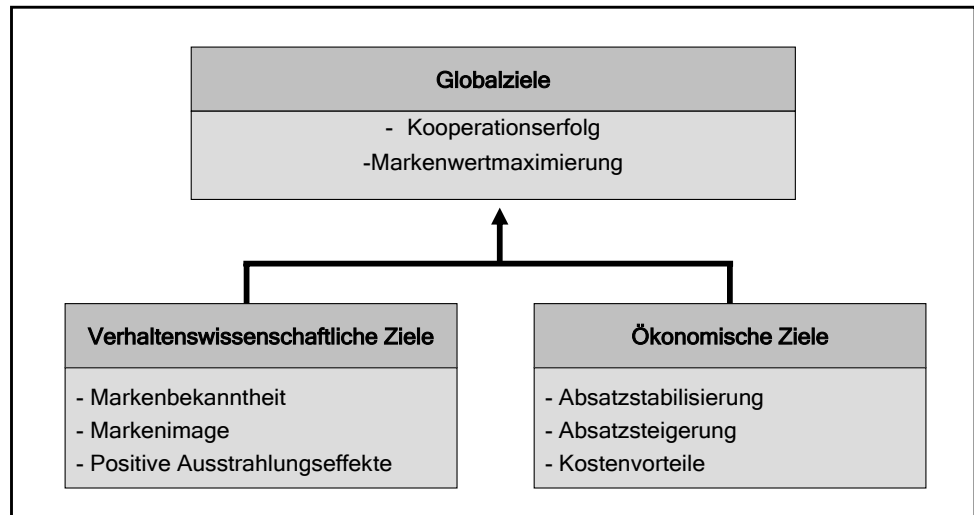 Globalziele
- Kooperationserfolg
-Markenwertmaximierung
Verhaltenswissenschaftliche Ziele
- Markenbekanntheit
- Markenimage
- Positive Ausstrahlungseffekte
Ökonomische Ziele
- Absatzstabilisierung
- Absatzsteigerung
- Kostenvorteile